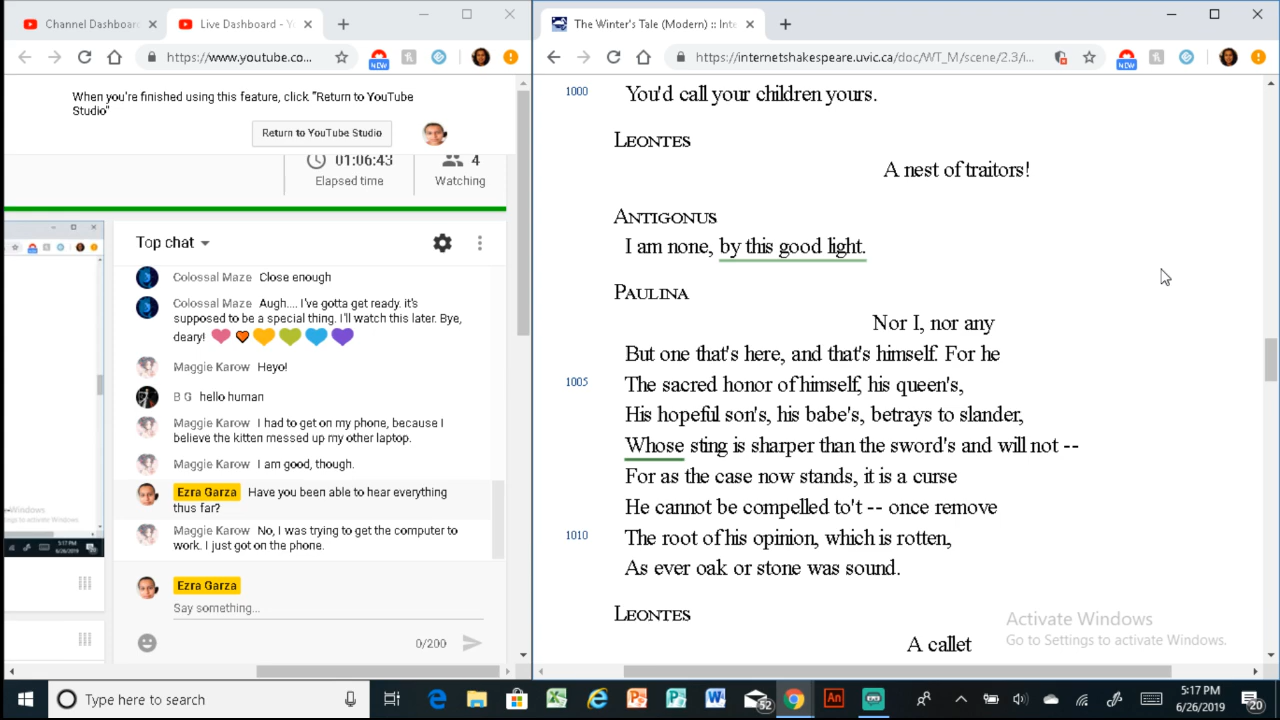 Channel Dashboard
Live Dashboard - Yo
https://www.youtube.co...
NEW
When you're finished using this feature, click "Return to YouTube
Studio"
Return to YouTube Studio
01:06:43
4
Elapsed time
Watching
Top chat
Colossal Maze Close enough
Colossal Maze Augh.... I've gotta get ready. it's
supposed to be a special thing. I'll watch this later. Bye,
deary!
Maggie Karow Heyo!
B G hello human
Maggie Karow I had to get on my phone, because I
believe the kitten messed up my other laptop.
Maggie Karow I am good, though.
Ezra Garza Have you been able to hear everything
thus far?
Maggie Karow No, I was trying to get the computer to
work. I just got on the phone.
Ezra Garza
Say something...
0/200
5:17 PM
6/26/2019
The Winter's Tale (Modern) :: Inte
https://internetshakespeare.uvic.ca/doc/WT_M/scene/2.3/i...
NEW
1000 You'd call your children yours.
Leontes
A nest of traitors!
Antigonus
I am none, by this good light.
Paulina
Nor I, nor any
But one that's here, and that's himself. For he
1005 The sacred honor of himself, his queen's,
His hopeful son's, his babe's, betrays to slander,
Whose sting is sharper than the sword's and will not --
For as the case now stands, it is a curse
He cannot be compelled to't -- once remove
1010 The root of his opinion, which is rotten,
As ever oak or stone was sound.
Leontes
A callet
Activate Windows
Go to Settings to activate Windows.
Type here to search
52
An
5:17 PM
6/26/2019
20